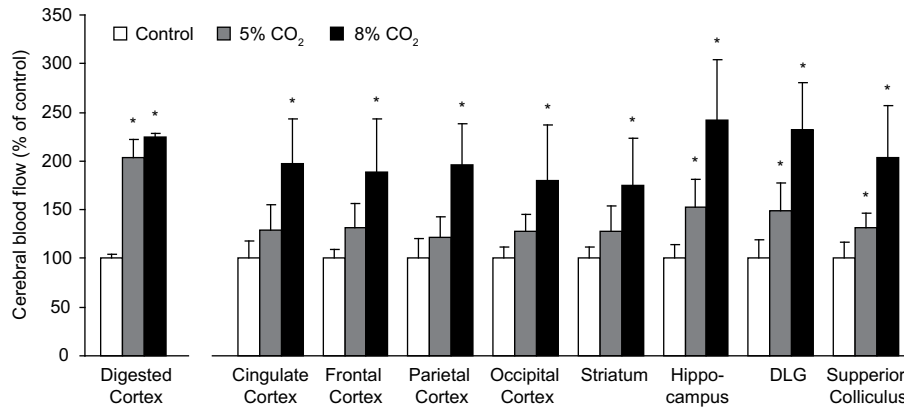 Cerebral blood flow (% of control)
350
300
250
200
150
100
50
0
Control
5% CO₂
8% CO₂
* *
* * * * * * * * * * *
Digested
Cortex
Cingulate
Cortex
Frontal
Cortex
Parietal
Cortex
Occipital
Cortex
Striatum
Hippo-
campus
DLG
Supperior
Colliculus